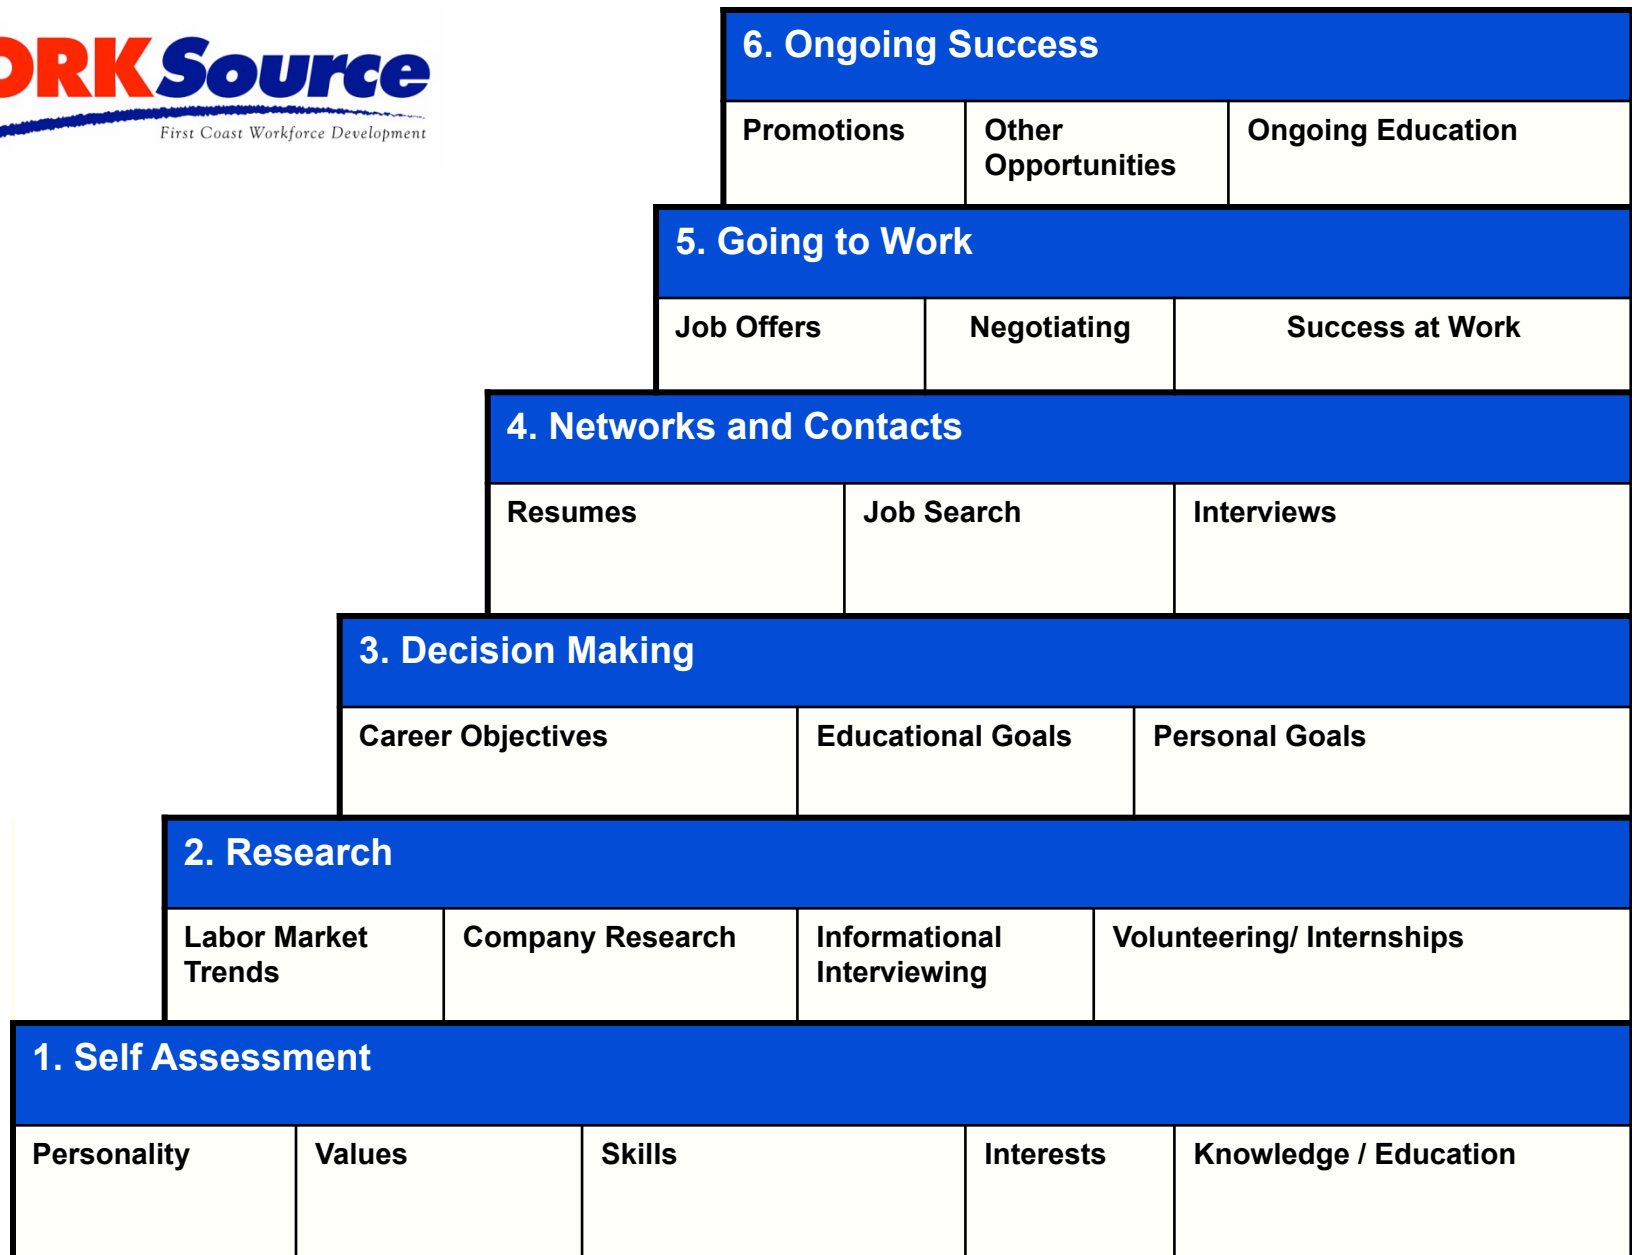 ORKSource
First Coast Workforce Development
6. Ongoing Success
Promotions
Other
Opportunities
Ongoing Education
5. Going to Work
Job Offers
Negotiating
Success at Work
4. Networks and Contacts
Resumes
Job Search
Interviews
3. Decision Making
Career Objectives
Educational Goals
Personal Goals
2. Research
Labor Market
Trends
Company Research
Informational
Interviewing
Volunteering/ Internships
1. Self Assessment
Personality
Values
Skills
Interests
Knowledge / Education